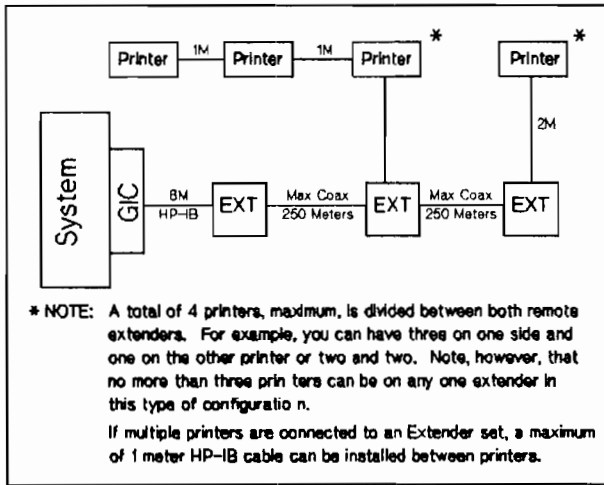 *
*
Printer
1M
Printer
1M
Printer
Printer
2M
System
GIC
8M
HP-IB
EXT
Max Coax
250 Meters
EXT
Max Coax
250 Meters
EXT
* NOTE: A total of 4 printers, maximum, is divided between both remote
extenders. For example, you can have three on one side and
one on the other printer or two and two. Note, however, that
no more than three prin ters can be on any one extender in
this type of configuratio n.
If multiple printers are connected to an Extender set, a maximum
of 1 meter HP-IB cable can be installed between printers.